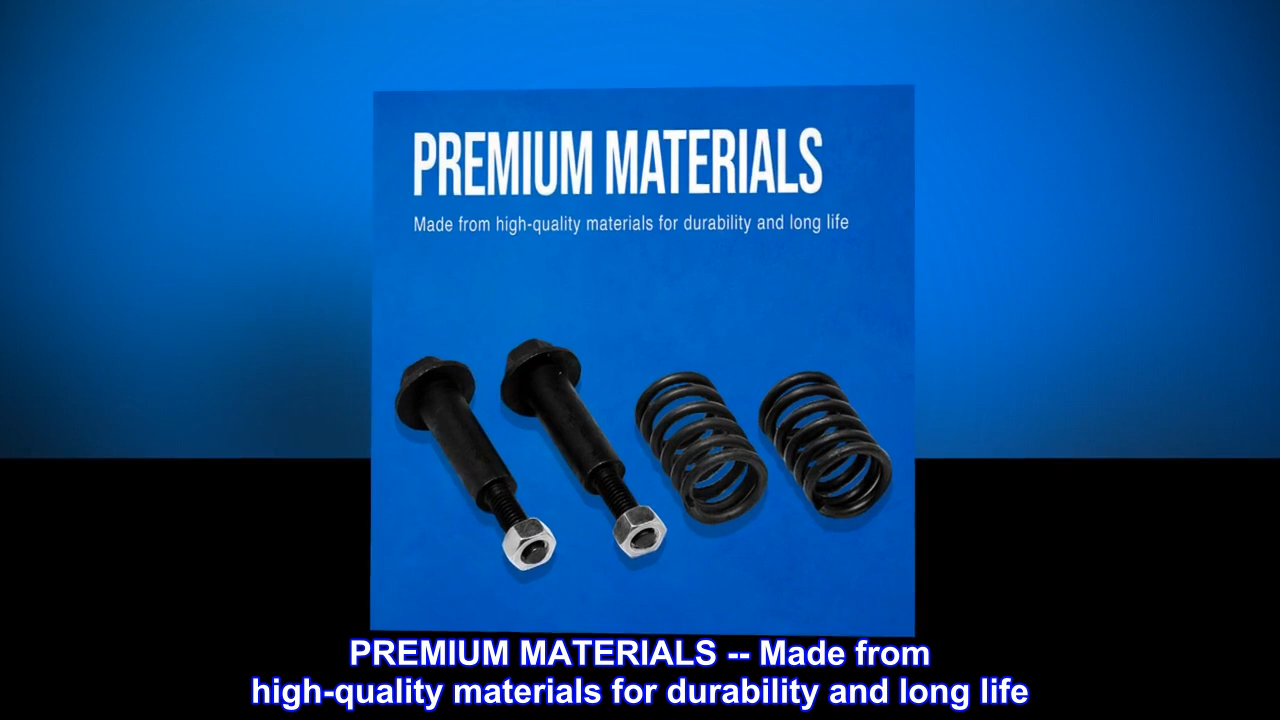 PREMIUM MATERIALS
Made from high-quality materials for durability and long life
PREMIUM MATERIALS -- Made from
high-quality materials for durability and long life